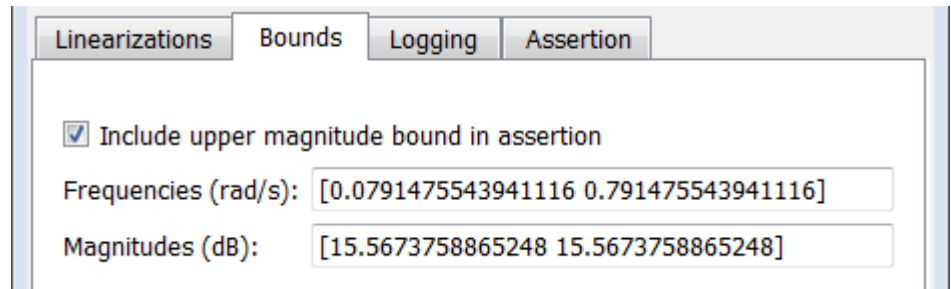 Linearizations Bounds Logging Assertion
Include upper magnitude bound in assertion
Frequencies (rad/s): [0.0791475543941116 0.791475543941116]
Magnitudes (dB): [15.5673758865248 15.5673758865248]